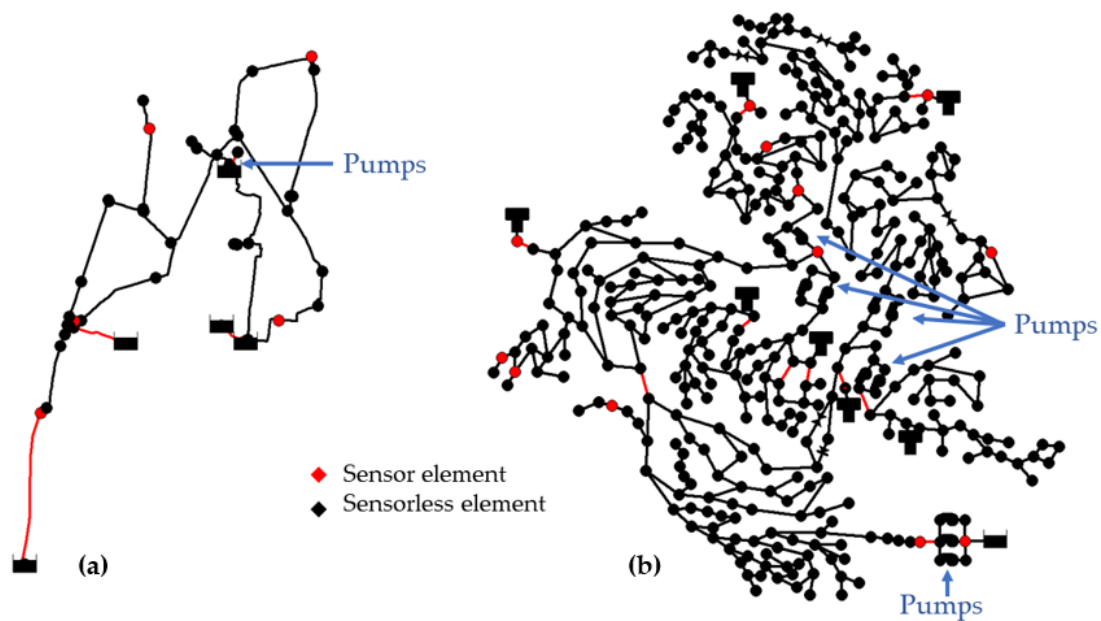 Pumps
Pumps
Sensor element
Sensorless element
(a)
(b)
Pumps